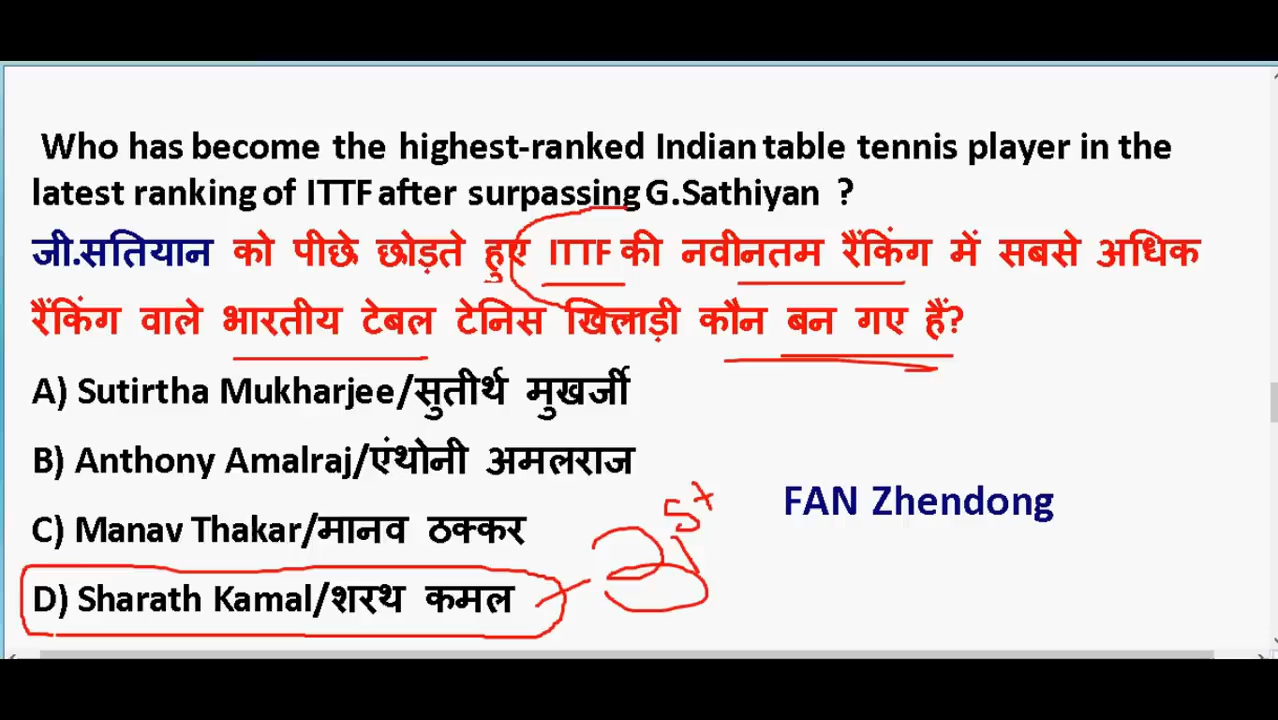 Who has become the highest-ranked Indian table tennis player in the
latest ranking of ITTF after surpassing G.Sathiyan ?
जी.सतियान को पीछे छोड़ते हुए ITTF की नवीनतम रैंकिंग में सबसे अधिक
रैंकिंग वाले भारतीय टेबल टेनिस खिलाड़ी कौन बन गए हैं?
A) Sutirtha Mukharjee/सुतीर्थ मुखर्जी
B) Anthony Amalraj/एंथोनी अमलराज
FAN Zhendong
C) Manav Thakar/मानव ठक्कर
D) Sharath Kamal/शरथ कमल